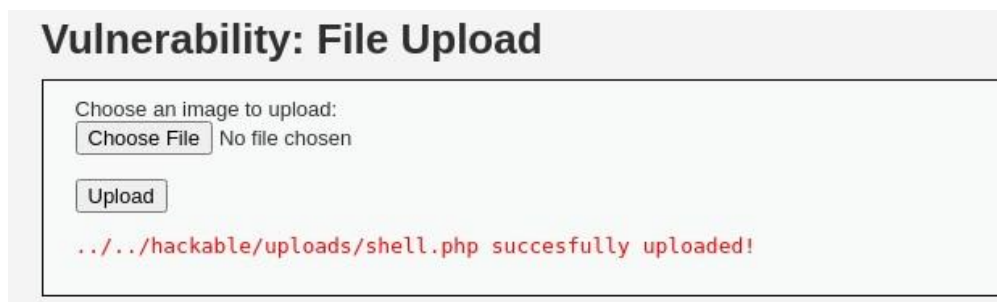 Vulnerability: File Upload
Choose an image to upload:
Choose File No file chosen
Upload
../../hackable/uploads/shell.php succesfully uploaded!